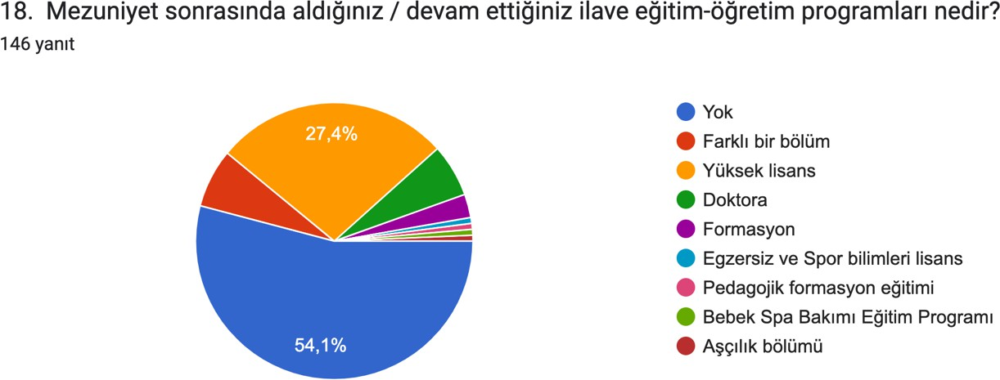 18. Mezuniyet sonrasında aldığınız / devam ettiğiniz ilave eğitim-öğretim programları nedir?
146 yanıt
27,4%
54,1%
Yok
Farklı bir bölüm
Yüksek lisans
Doktora
Formasyon
Egzersiz ve Spor bilimleri lisans
Pedagojik formasyon eğitimi
Bebek Spa Bakımı Eğitim Programı
Aşçılık bölümü